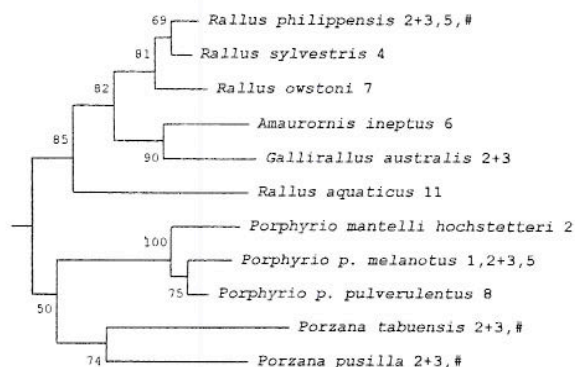 69 Rallus philippensis 2+3,5,#
81 Rallus sylvestris 4
82 Rallus owstoni 7
Amaurornis ineptus 6
85 90 Gallirallus australis 2+3
Rallus aquaticus 11
100 Porphyrio mantelli hochstetteri 2
Porphyrio p. melanotus 1,2+3,5
50 75 Porphyrio p. pulverulentus 8
Porzana tabuensis 2+3,#
74 Porzana pusilla 2+3,#